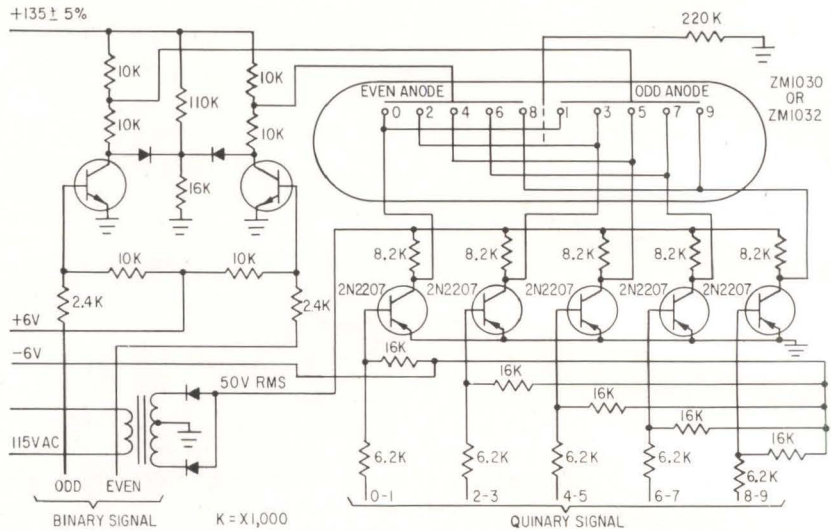 +135 ± 5%
220 K
10K
10K
110K
EVEN ANODE
ODD ANODE
ZM1030
OR
ZM1032
0 2 4 6 8 1 3 5 7 9
10K
10K
16K
8.2K
8.2K
8.2K
8.2K
8.2K
10K
10K
2N2207
2N2207
2N2207
2N2207
2.4K
2.4K
+6V
-6V
16K
50V RMS
16K
16K
16K
16K
115VAC
6.2K
6.2K
6.2K
6.2K
6.2K
ODD
EVEN
0-1
2-3
4-5
6-7
8-9
BINARY SIGNAL
K = X1,000
QUINARY SIGNAL